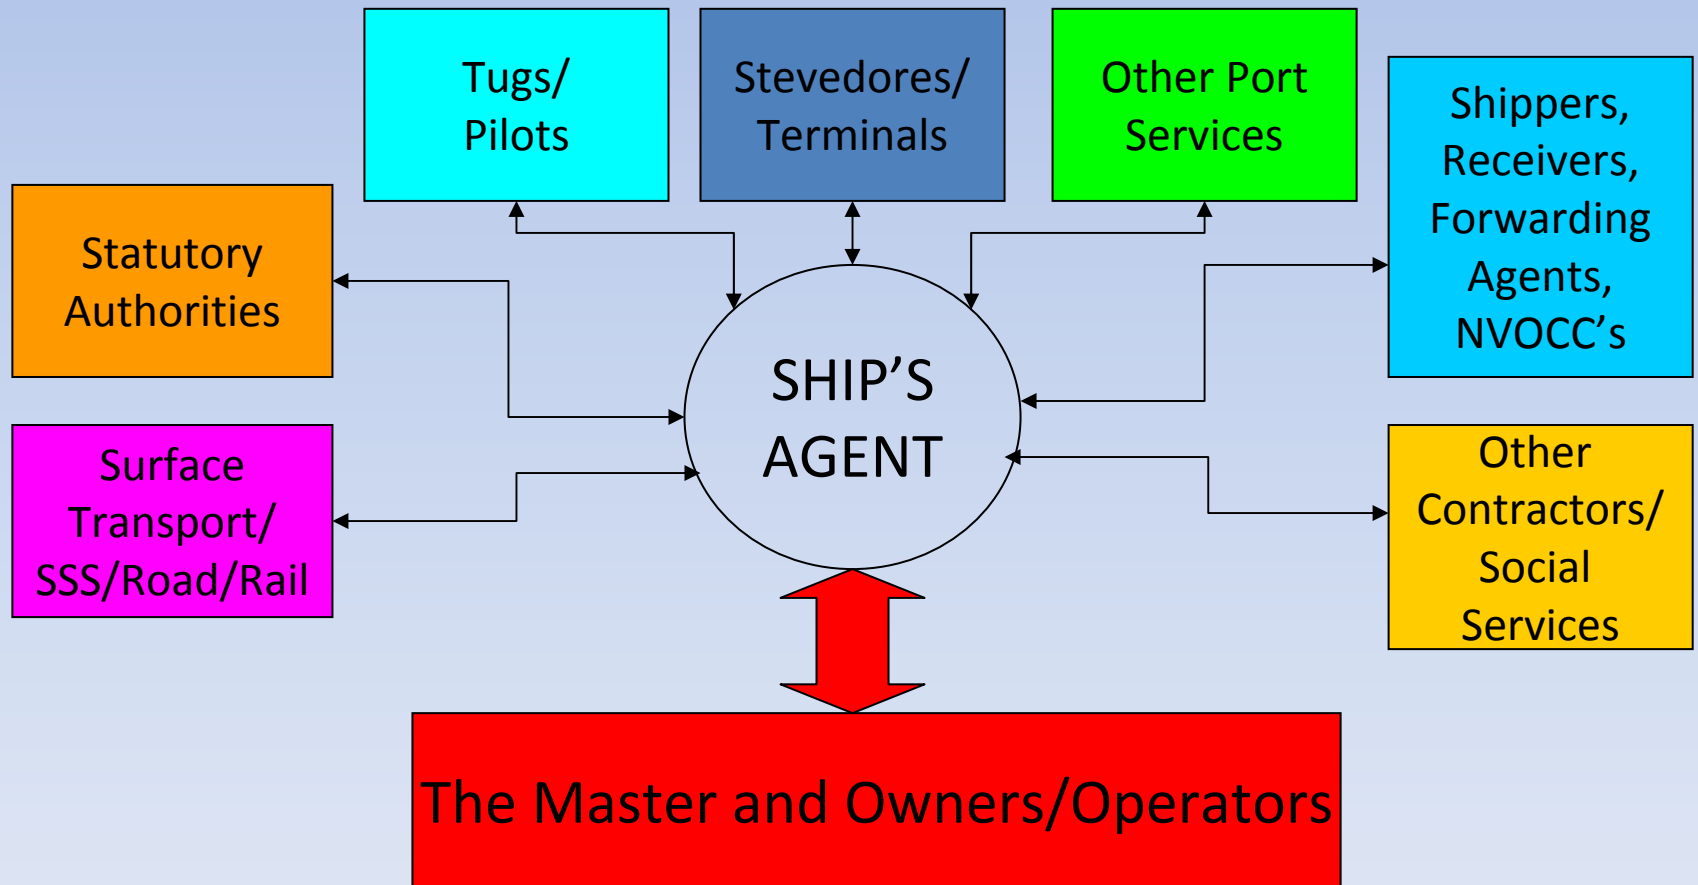 Tugs/
Pilots
Stevedores/
Terminals
Other Port
Services
Shippers,
Receivers,
Forwarding
Agents,
NVOCC’s
Statutory
Authorities
SHIP’S
AGENT
Surface
Transport/
SSS/Road/Rail
Other
Contractors/
Social
Services
The Master and Owners/Operators